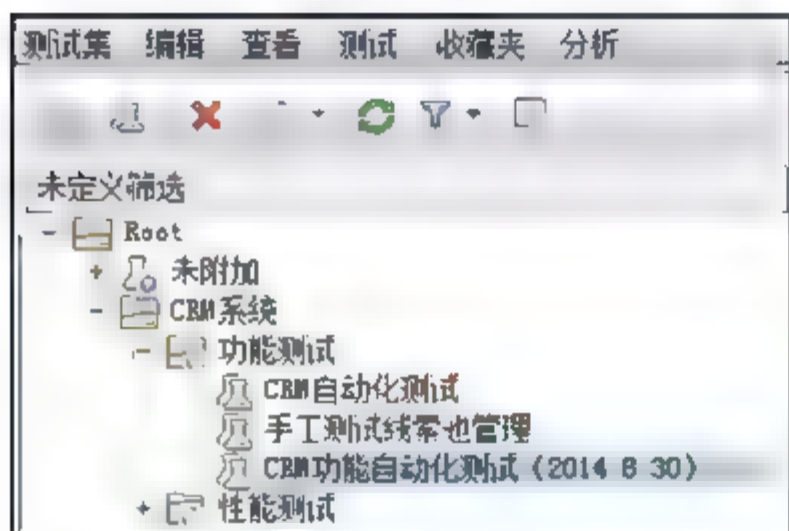 测试集 编辑 查看 测试 收藏夹 分析
未定义筛选
Root
未附加
CRM系统
功能测试
CRM自动化测试
手工测试线索池管理
CRM功能自动化测试（2014 8 30）
性能测试